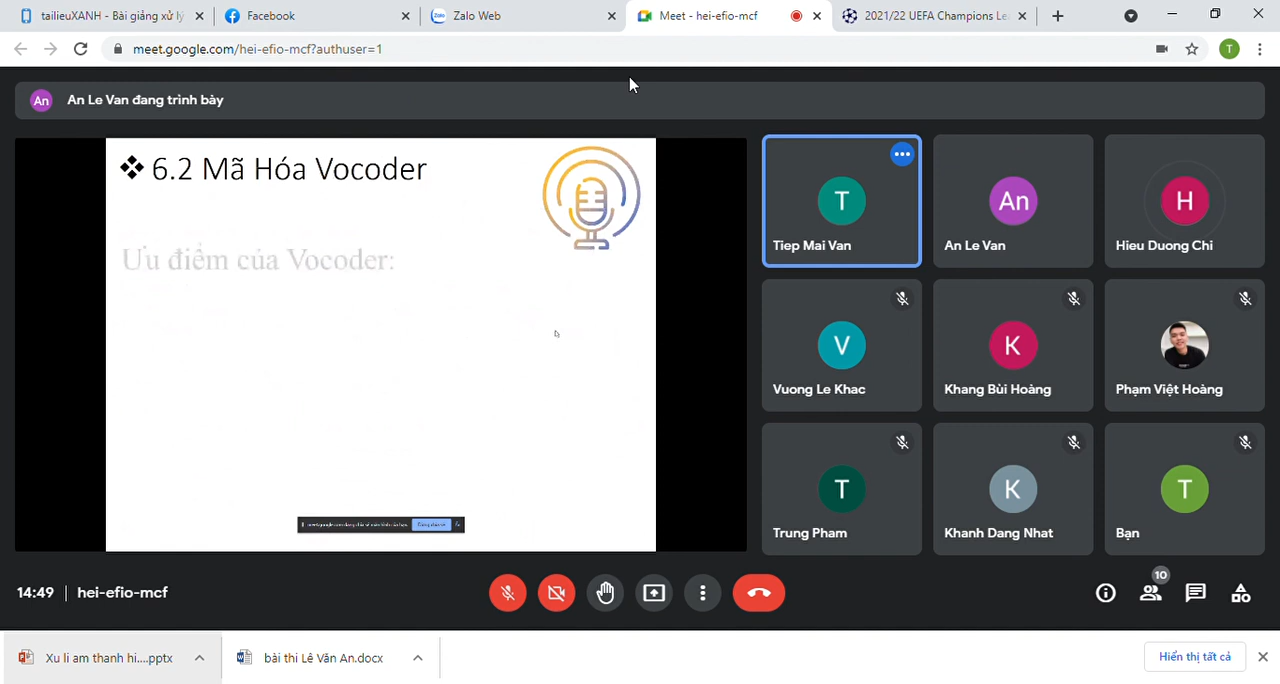 tailieuXANH - Bài giảng xử lý
Facebook
Zalo Web
Meet - hei-efio-mcf
2021/22 UEFA Champions Le
meet.google.com/hei-efio-mcf?authuser=1
T
An
An Le Van đang trình bày
6.2 Mã Hóa Vocoder
Ưu điểm của Vocoder:
T
Tiep Mai Van
An
An Le Van
H
Hieu Duong Chi
V
Vuong Le Khac
K
Khang Bùi Hoàng
Phạm Việt Hoàng
T
Trung Pham
K
Khanh Dang Nhat
T
Bạn
14:49 | hei-efio-mcf
10
Xu li am thanh hi....pptx
bài thi Lê Văn An.docx
Hiển thị tất cả